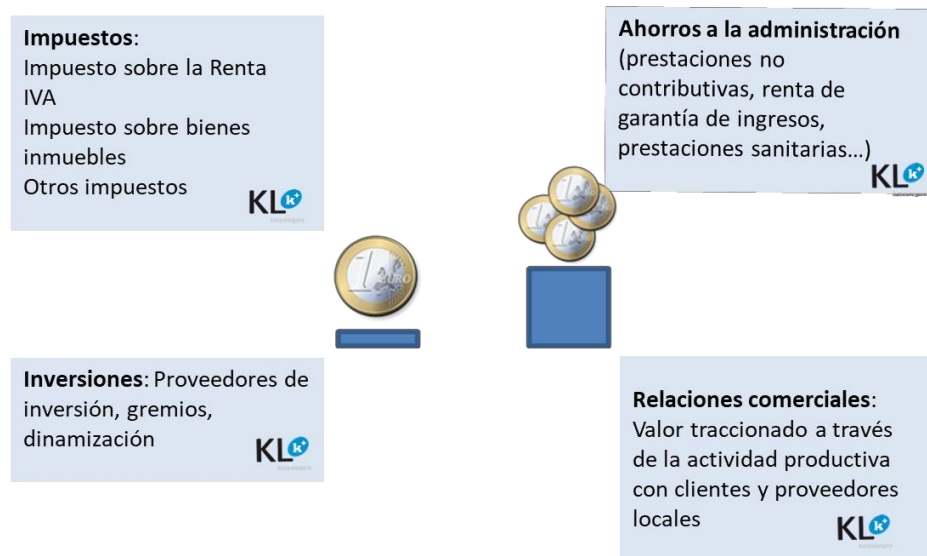 Impuestos:
Impuesto sobre la Renta
IVA
Impuesto sobre bienes
inmuebles
Otros impuestos
KL k+
Ahorros a la administración
(prestaciones no
contributivas, renta de
garantía de ingresos,
prestaciones sanitarias…)
KL k+
1
EURO
Inversiones: Proveedores de
inversión, gremios,
dinamización
KL k+
Relaciones comerciales:
Valor traccionado a través
de la actividad productiva
con clientes y proveedores
locales
KL k+